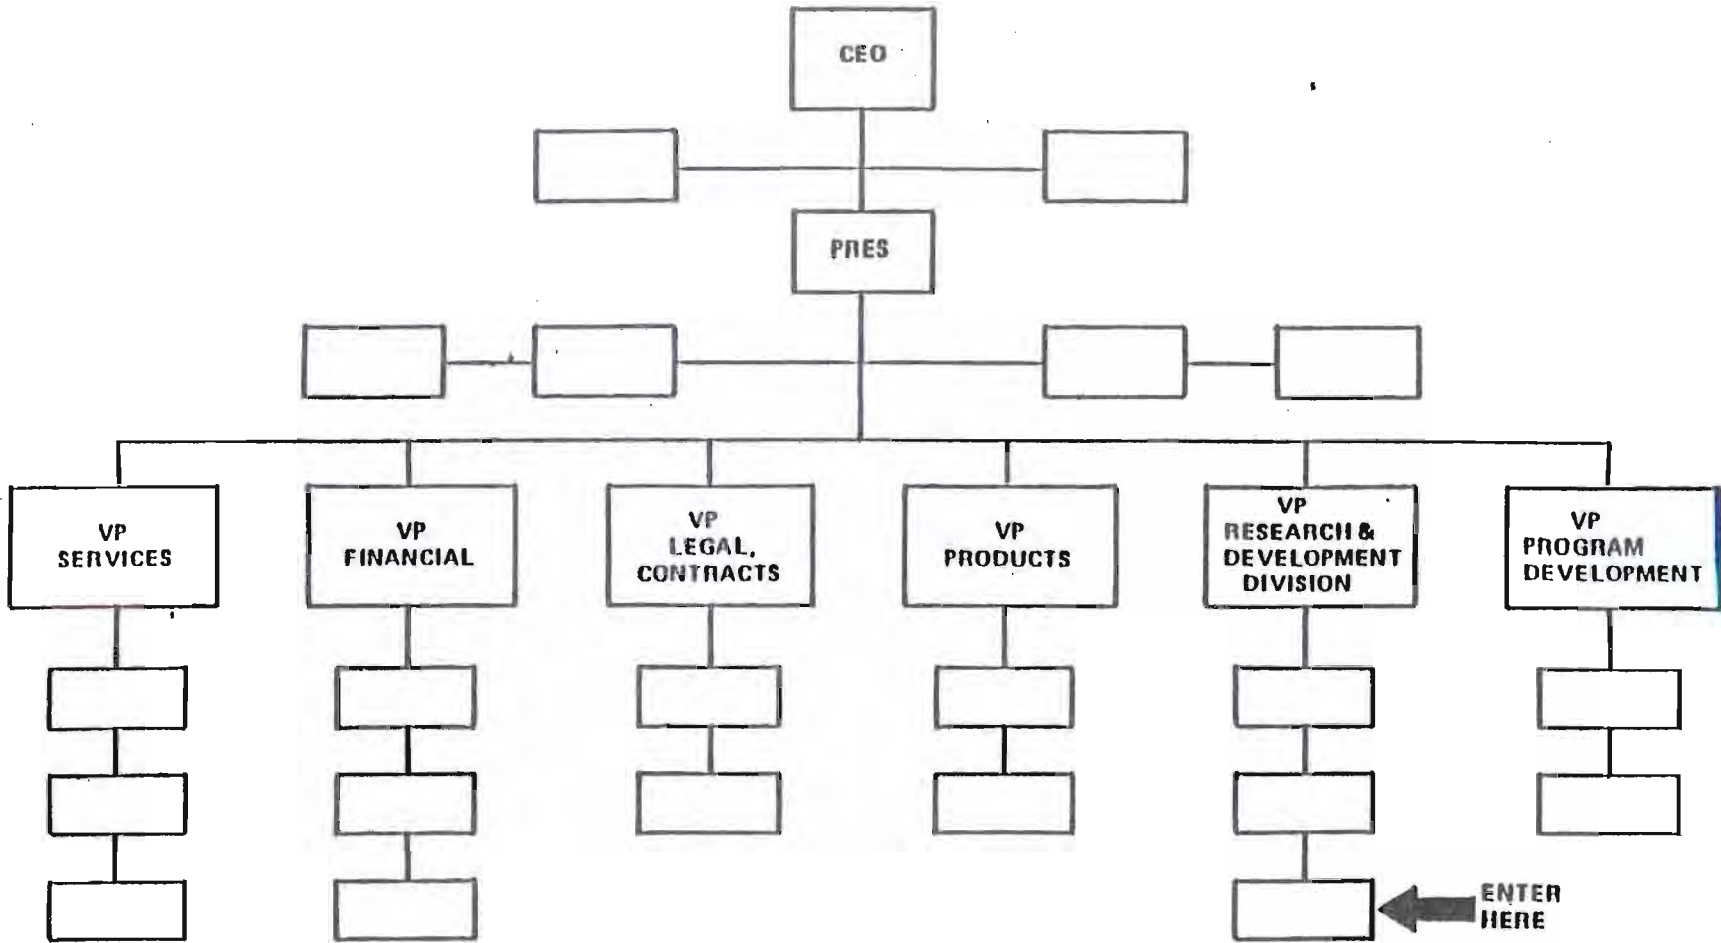 CEO
PRES
VP
SERVICES
VP
FINANCIAL
VP
LEGAL,
CONTRACTS
VP
PRODUCTS
VP
RESEARCH &
DEVELOPMENT
DIVISION
VP
PROGRAM
DEVELOPMENT
ENTER
HERE